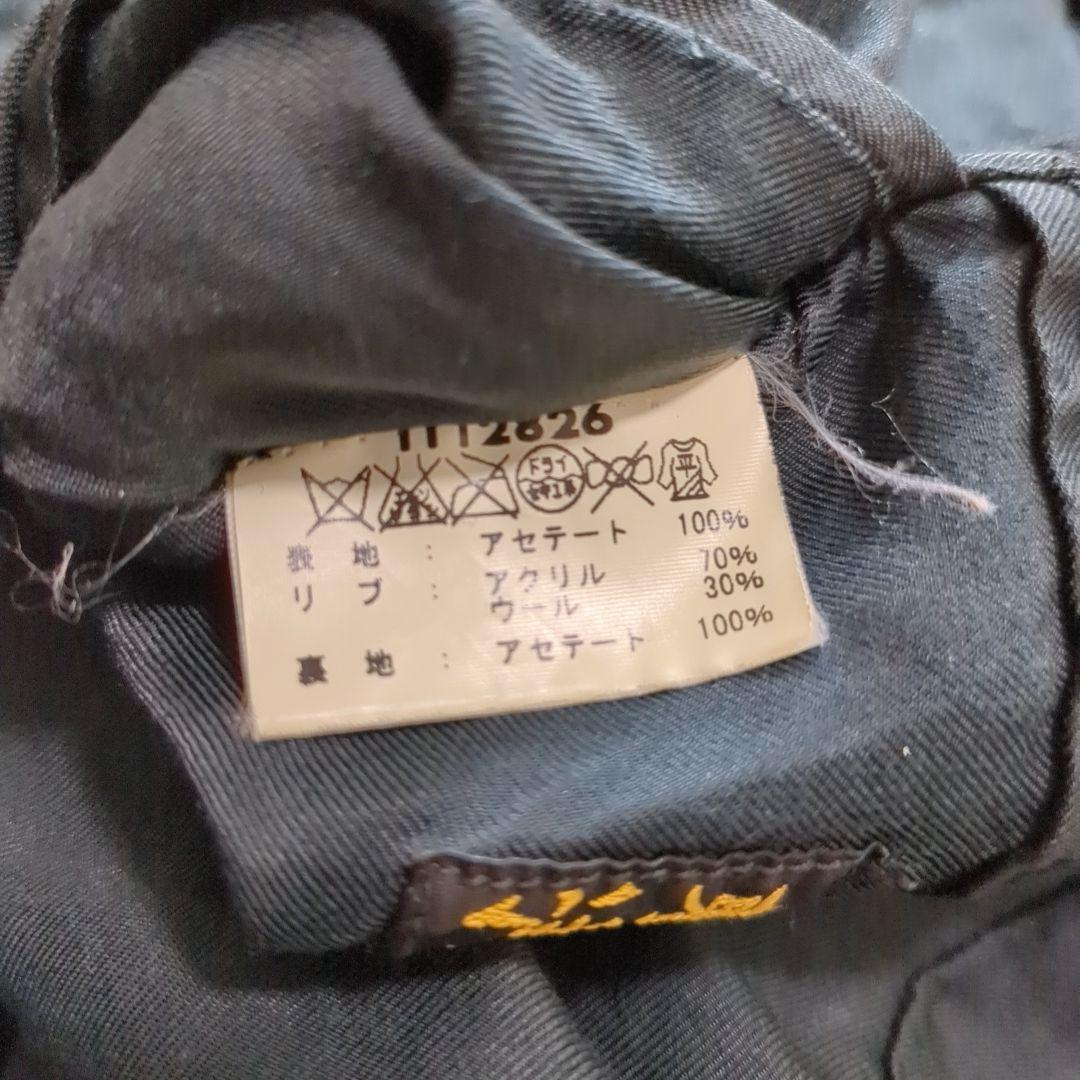 1112826
ドライ
平
表 地 : アセテート 100%
リ ブ : アクリル 70%
ウール 30%
裏 地 : アセテート 100%